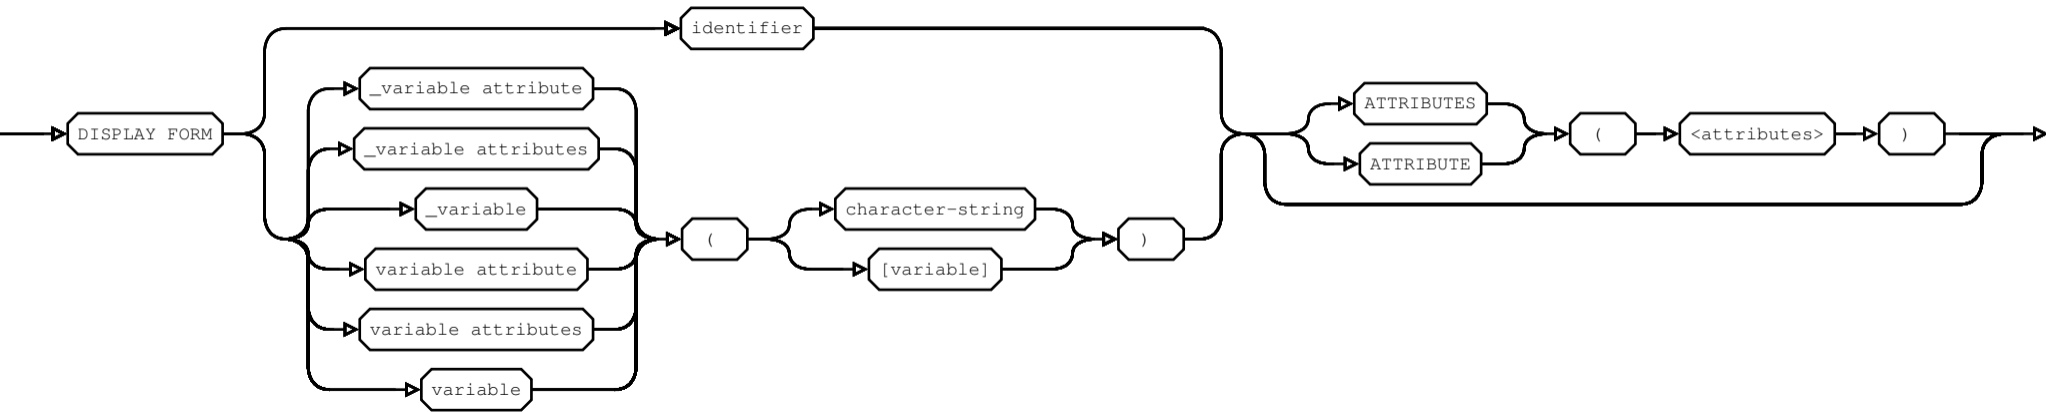 identifier
_variable attribute
ATTRIBUTES
DISPLAY FORM
( <attributes> )
_variable attributes
ATTRIBUTE
_variable
character-string
( )
variable attribute
[variable]
variable attributes
variable